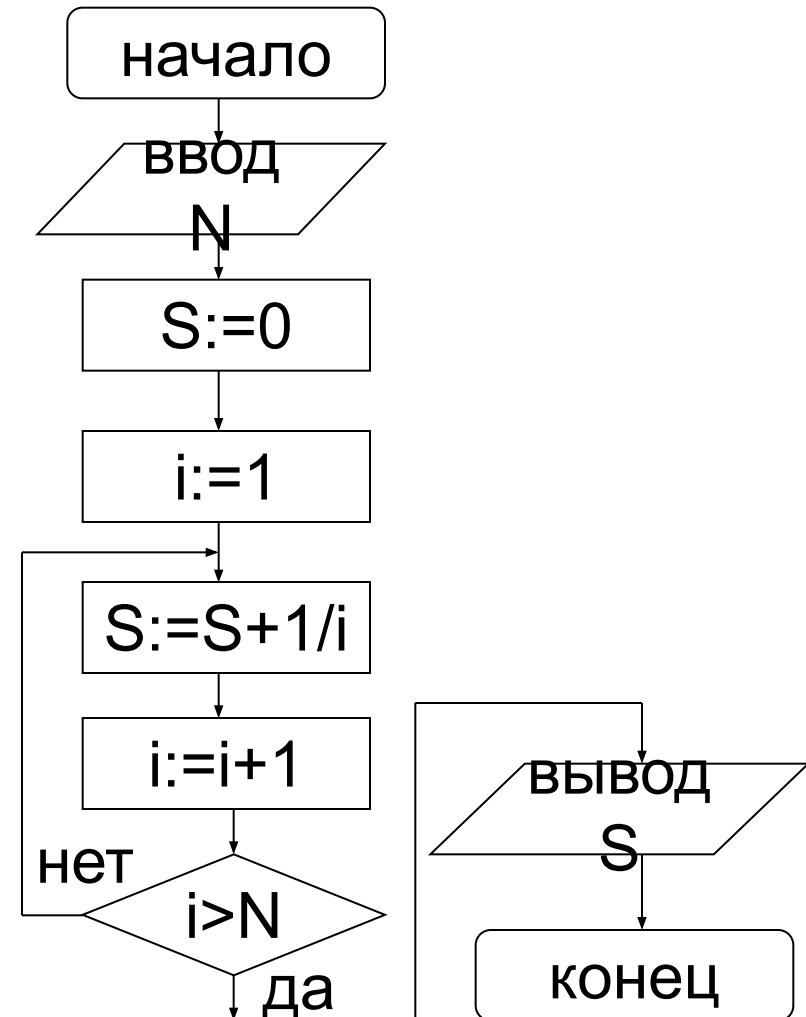 начало
ввод
N
S:=0
i:=1
S:=S+1/i
i:=i+1
нет
i>N
да
вывод
S
конец